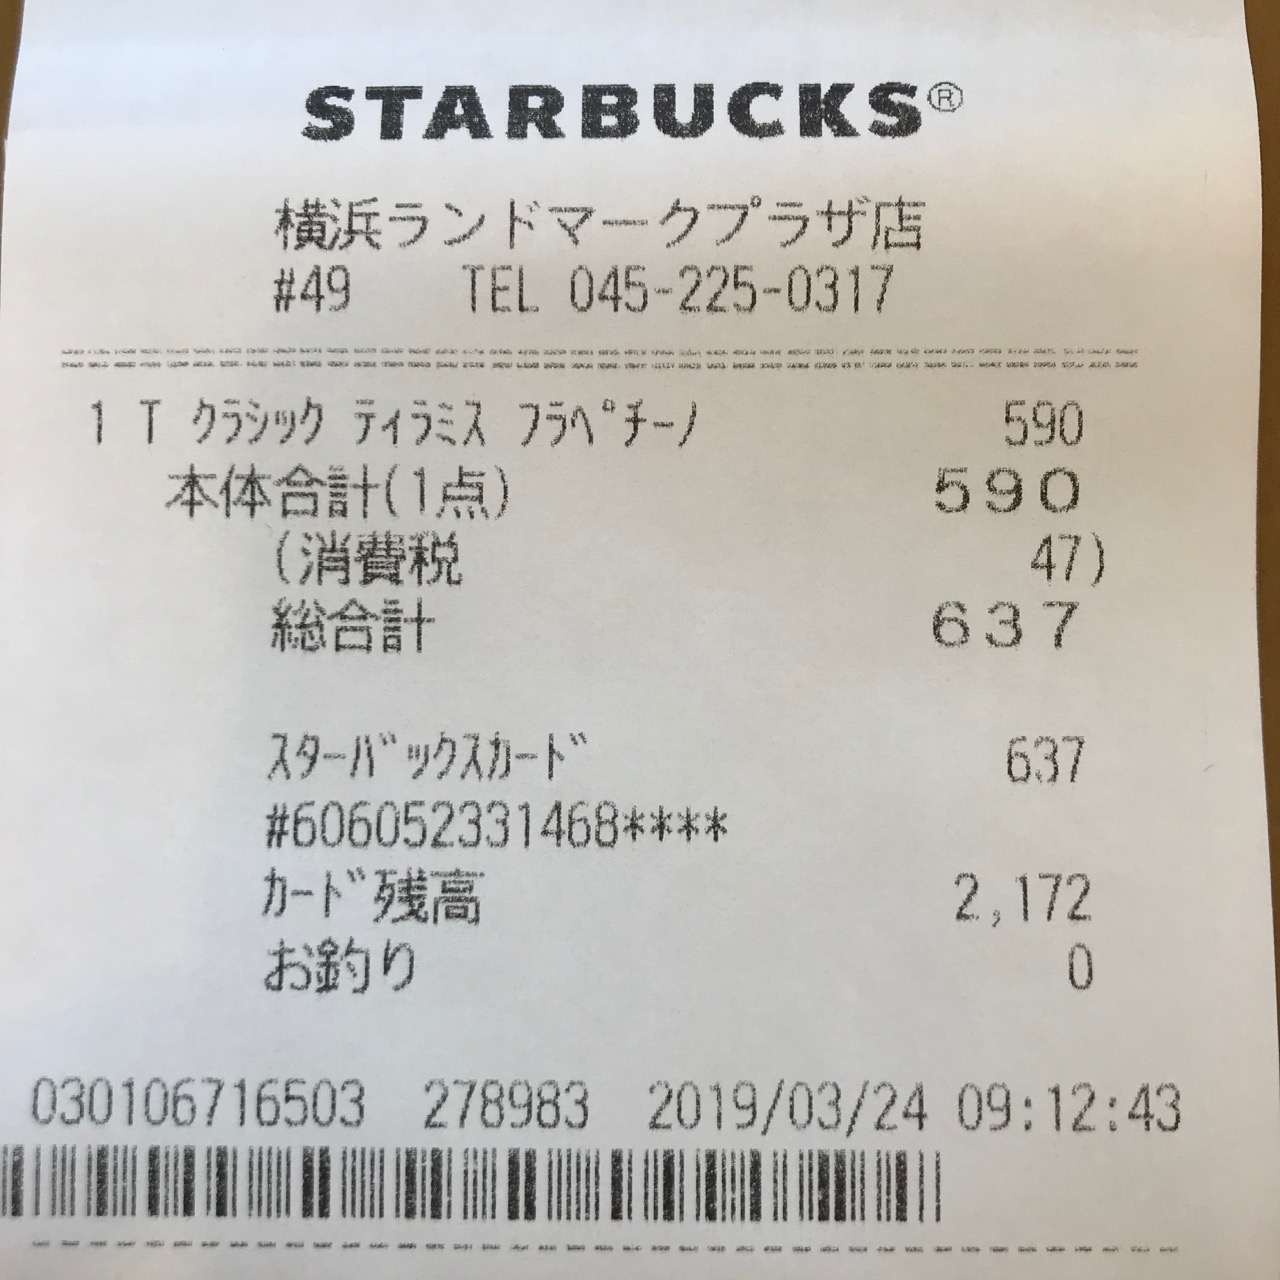 STARBUCKS®
横浜ランドマークプラザ店
#49 TEL 045-225-0317
1 T ｸﾗｼｯｸ ﾃｨﾗﾐｽ ﾌﾗﾍﾟﾁｰﾉ 590
本体合計(1点) 590
(消費税 47)
総合計 637
ｽﾀｰﾊﾞｯｸｽｶｰﾄﾞ 637
#606052331468****
ｶｰﾄﾞ残高 2,172
お釣り 0
030106716503 278983 2019/03/24 09:12:43